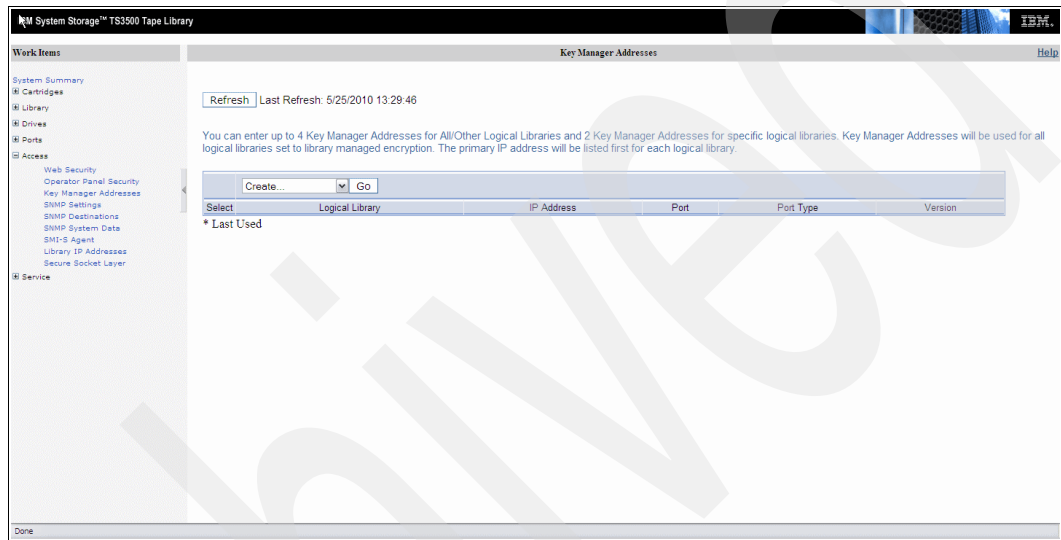 IBM System Storage™ TS3500 Tape Library
IBM.
Work Items
Key Manager Addresses
Help
System Summary
Cartridges
Library
Drives
Ports
Access
Web Security
Operator Panel Security
Key Manager Addresses
SNMP Settings
SNMP Destinations
SNMP System Data
SMI-S Agent
Library IP Addresses
Secure Socket Layer
Service
Refresh Last Refresh: 5/25/2010 13:29:46
You can enter up to 4 Key Manager Addresses for All/Other Logical Libraries and 2 Key Manager Addresses for specific logical libraries. Key Manager Addresses will be used for all
logical libraries set to library managed encryption. The primary IP address will be listed first for each logical library.
Create... Go
Select Logical Library IP Address Port Port Type Version
* Last Used
Done